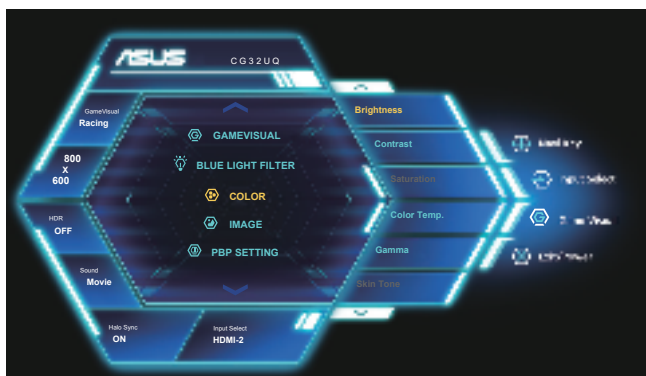 ASUS
CG32UQ
GameVisual
Racing
800
X
600
HDR
OFF
Sound
Movie
Halo Sync
ON
Input Select
HDMI-2
GAMEVISUAL
BLUE LIGHT FILTER
COLOR
IMAGE
PBP SETTING
Brightness
Contrast
Saturation
Color Temp.
Gamma
Skin Tone